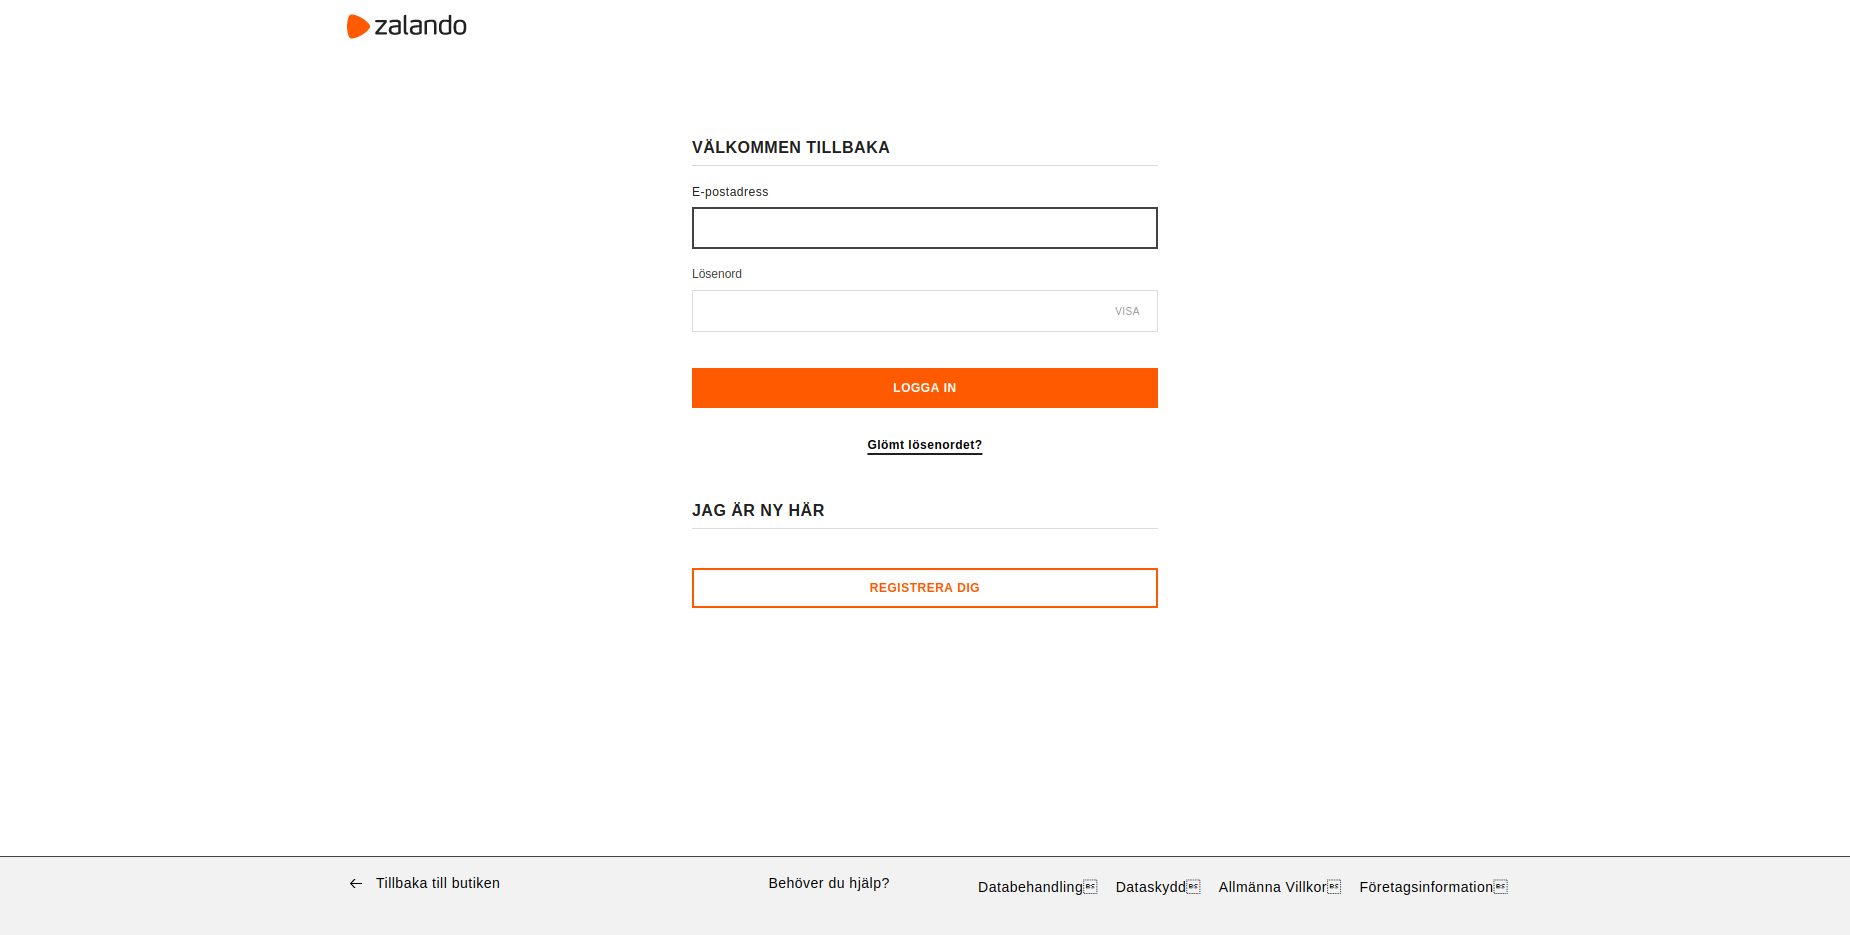 zalando
VÄLKOMMEN TILLBAKA
E-postadress
Lösenord
VISA
LOGGA IN
Glömt lösenordet?
JAG ÄR NY HÄR
REGISTRERA DIG
Tillbaka till butiken
Behöver du hjälp?
Databehandling Dataskydd Allmänna Villkor Företagsinformation